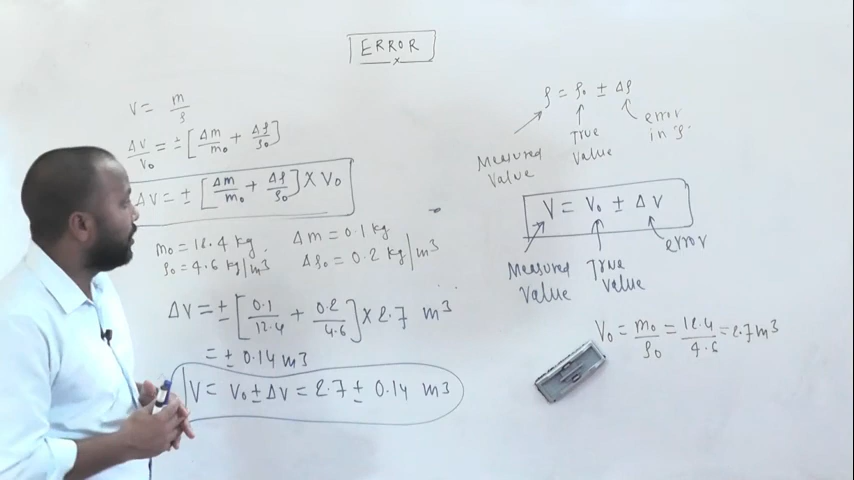 ERROR
V = m/ρ
ΔV/V₀ = ± [Δm/m₀ + Δρ/ρ₀]
ΔV = ± [Δm/m₀ + Δρ/ρ₀] × V₀
m₀ = 12.4 kg, Δm = 0.1 kg
ρ₀ = 4.6 kg/m³ Δρ₀ = 0.2 kg/m³
ΔV = ± [0.1/12.4 + 0.2/4.6] × 2.7 m³
= ± 0.14 m³
V = V₀ ± ΔV = 2.7 ± 0.14 m³
ρ = ρ₀ ± Δρ
Measured Value
True Value
error in 'ρ'
V = V₀ ± ΔV
Measured Value
True Value
error
V₀ = m₀/ρ₀ = 12.4/4.6 = 2.7 m³